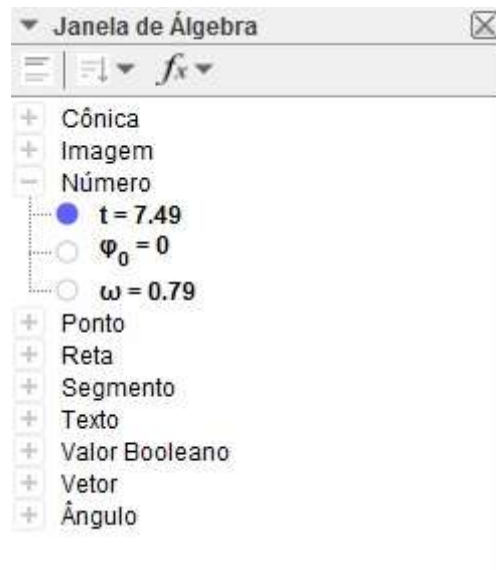 Janela de Álgebra
fx
Cônica
Imagem
Número
t = 7.49
φ₀ = 0
ω = 0.79
Ponto
Reta
Segmento
Texto
Valor Booleano
Vetor
Ângulo